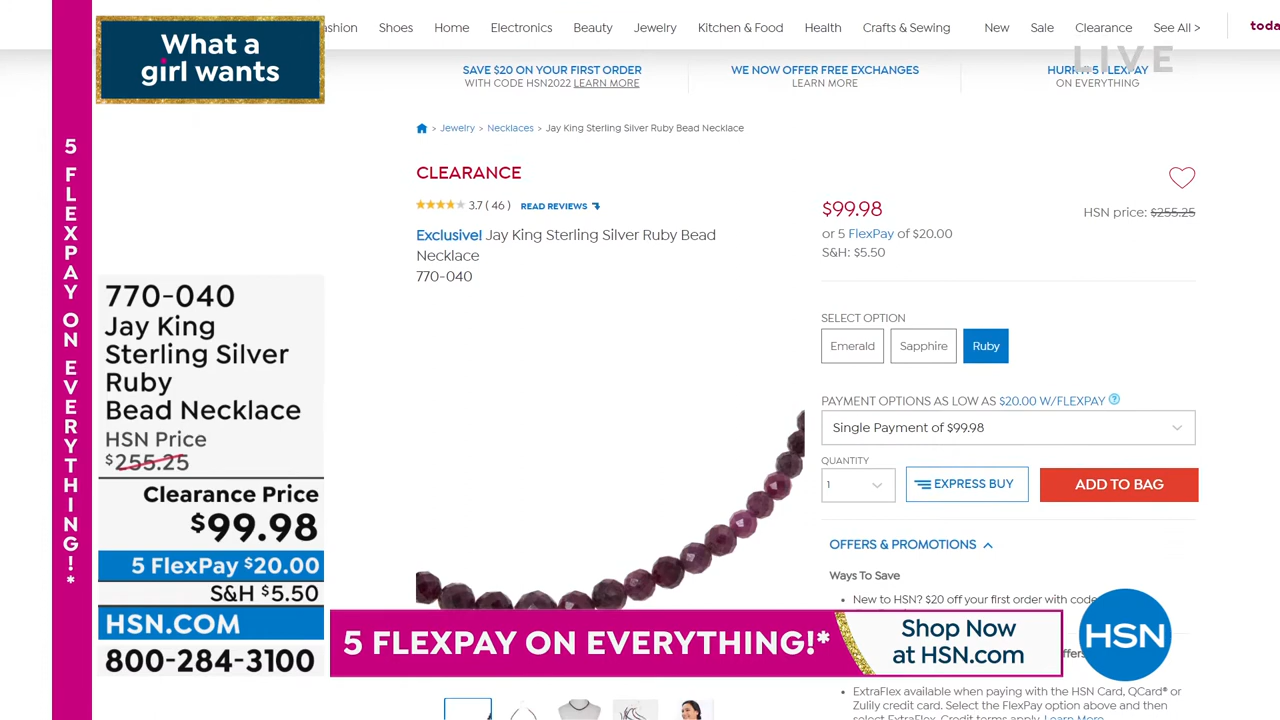 What a
girl wants
5 FLEXPAY ON EVERYTHING!*
Shoes
Home
Electronics
Beauty
Jewelry
Kitchen & Food
Health
Crafts & Sewing
New
Sale
Clearance
See All >
LIVE
SAVE $20 ON YOUR FIRST ORDER
WITH CODE HSN2022 LEARN MORE
WE NOW OFFER FREE EXCHANGES
LEARN MORE
5 FLEXPAY
ON EVERYTHING
> Jewelry > Necklaces > Jay King Sterling Silver Ruby Bead Necklace
CLEARANCE
3.7 ( 46 ) READ REVIEWS
Exclusive! Jay King Sterling Silver Ruby Bead
Necklace
770-040
$99.98
HSN price: $255.25
or 5 FlexPay of $20.00
S&H: $5.50
SELECT OPTION
Emerald
Sapphire
Ruby
PAYMENT OPTIONS AS LOW AS $20.00 W/FLEXPAY ?
Single Payment of $99.98
QUANTITY
1
EXPRESS BUY
ADD TO BAG
OFFERS & PROMOTIONS
Ways To Save
• New to HSN? $20 off your first order with code
• ExtraFlex available when paying with the HSN Card, QCard® or
Zulily credit card. Select the FlexPay option above and then
select ExtraFlex. Credit terms apply. Learn More
770-040
Jay King
Sterling Silver
Ruby
Bead Necklace
HSN Price
$255.25
Clearance Price
$99.98
5 FlexPay $20.00
S&H $5.50
HSN.COM
800-284-3100
5 FLEXPAY ON EVERYTHING!*
Shop Now
at HSN.com
HSN